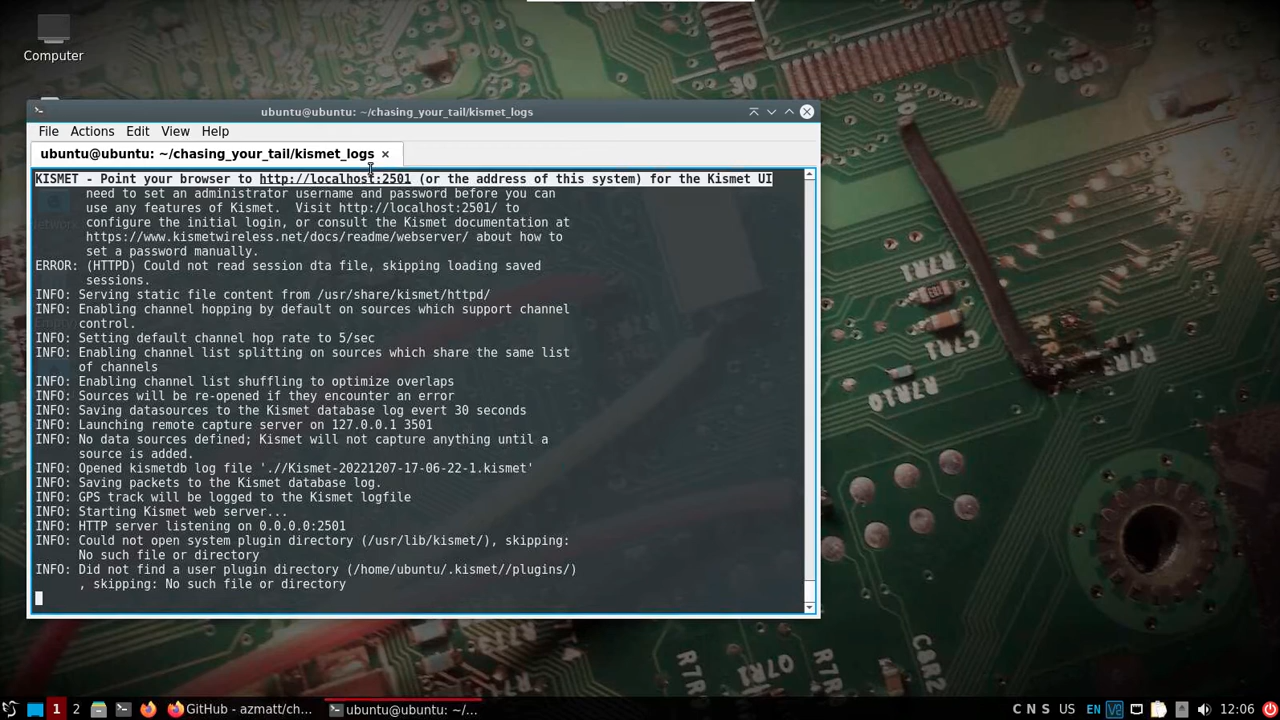 Computer
ubuntu@ubuntu: ~/chasing_your_tail/kismet_logs
File Actions Edit View Help
ubuntu@ubuntu: ~/chasing_your_tail/kismet_logs
KISMET - Point your browser to http://localhost:2501 (or the address of this system) for the Kismet UI
need to set an administrator username and password before you can
use any features of Kismet. Visit http://localhost:2501/ to
configure the initial login, or consult the Kismet documentation at
https://www.kismetwireless.net/docs/readme/webserver/ about how to
set a password manually.
ERROR: (HTTPD) Could not read session dta file, skipping loading saved
sessions.
INFO: Serving static file content from /usr/share/kismet/httpd/
INFO: Enabling channel hopping by default on sources which support channel
control.
INFO: Setting default channel hop rate to 5/sec
INFO: Enabling channel list splitting on sources which share the same list
of channels
INFO: Enabling channel list shuffling to optimize overlaps
INFO: Sources will be re-opened if they encounter an error
INFO: Saving datasources to the Kismet database log evert 30 seconds
INFO: Launching remote capture server on 127.0.0.1 3501
INFO: No data sources defined; Kismet will not capture anything until a
source is added.
INFO: Opened kismetdb log file './/Kismet-20221207-17-06-22-1.kismet'
INFO: Saving packets to the Kismet database log.
INFO: GPS track will be logged to the Kismet logfile
INFO: Starting Kismet web server...
INFO: HTTP server listening on 0.0.0.0:2501
INFO: Could not open system plugin directory (/usr/lib/kismet/), skipping:
No such file or directory
INFO: Did not find a user plugin directory (/home/ubuntu/.kismet//plugins/)
, skipping: No such file or directory
30
R7R1
C7R1
R7R10
C8R2
1 2 GitHub - azmatt/ch... ubuntu@ubuntu: ~/... C N S US EN 12:06